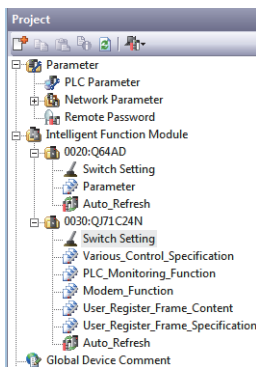 Project
Parameter
PLC Parameter
Network Parameter
Remote Password
Intelligent Function Module
0020:Q64AD
Switch Setting
Parameter
Auto_Refresh
0030:QJ71C24N
Switch Setting
Various_Control_Specification
PLC_Monitoring_Function
Modem_Function
User_Register_Frame_Content
User_Register_Frame_Specification
Auto_Refresh
Global Device Comment